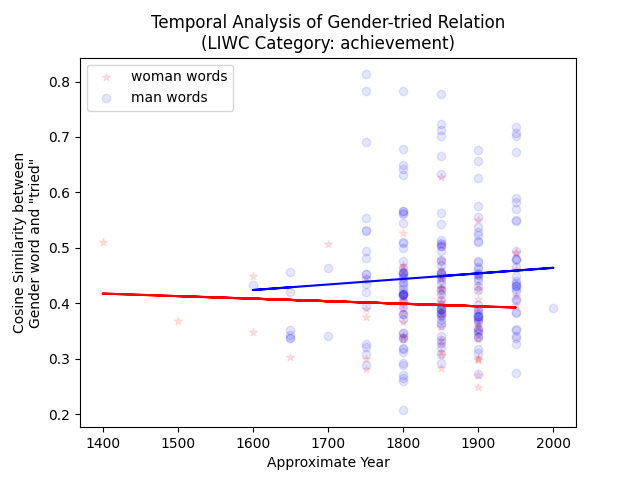 Temporal Analysis of Gender-tried Relation
(LIWC Category: achievement)
woman words
man words
Cosine Similarity between
Gender word and "tried"
0.8
0.7
0.6
0.5
0.4
0.3
0.2
1400 1500 1600 1700 1800 1900 2000
Approximate Year